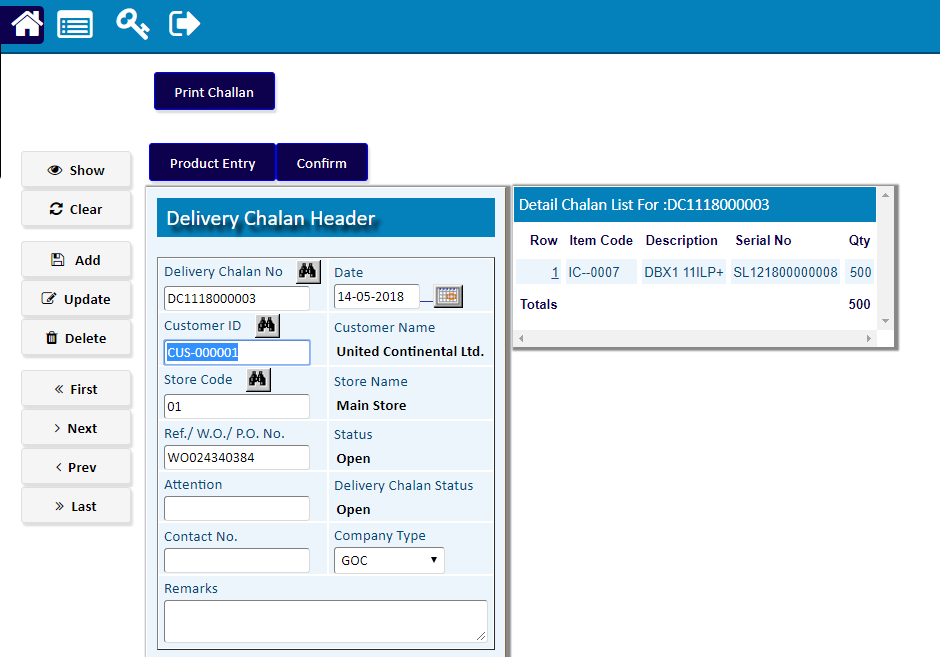 Print Challan
Product Entry
Confirm
Show
Clear
Add
Update
Delete
First
Next
Prev
Last
Delivery Chalan Header
Delivery Chalan No
DC1118000003
Date
14-05-2018
Customer ID
CUS-000001
Customer Name
United Continental Ltd.
Store Code
01
Store Name
Main Store
Ref./ W.O./ P.O. No.
WO024340384
Status
Open
Attention
Delivery Chalan Status
Open
Contact No.
Company Type
GOC
Remarks
Detail Chalan List For :DC1118000003
Row Item Code Description Serial No Qty
1 IC--0007 DBX1 11ILP+ SL121800000008 500
Totals 500